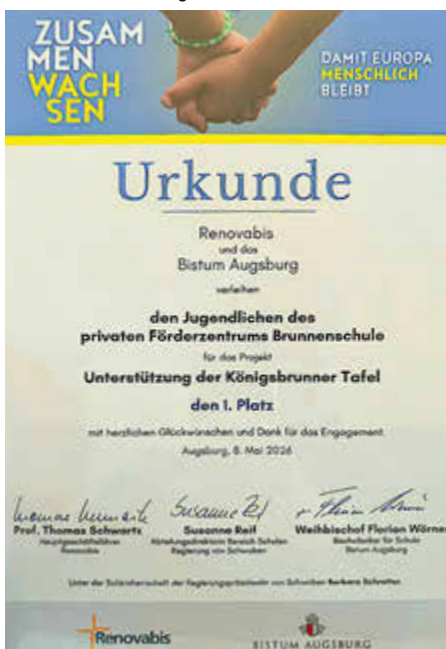 ZUSAM
MEN
WACH
SEN
DAMIT EUROPA
MENSCHLICH
BLEIBT
Urkunde
Renovabis
und das
Bistum Augsburg
verleihen
den Jugendlichen des
privaten Förderzentrums Brunnenschule
für das Projekt
Unterstützung der Königsbrunner Tafel
den 1. Platz
mit herzlichen Glückwünschen und Dank für das Engagement.
Augsburg, 8. Mai 2026
Prof. Thomas Schwartz
Susanne Reif
Weihbischof Florian Wörner
Hauptgeschäftsführer
Abteilungsdirektorin Bereich Schulen
Bischofsvikar für Schule
Renovabis
Regierung von Schwaben
Bistum Augsburg
Unter der Schirmherrschaft der Regierungspräsidentin von Schwaben Barbara Schretter
Renovabis
BISTUM AUGSBURG